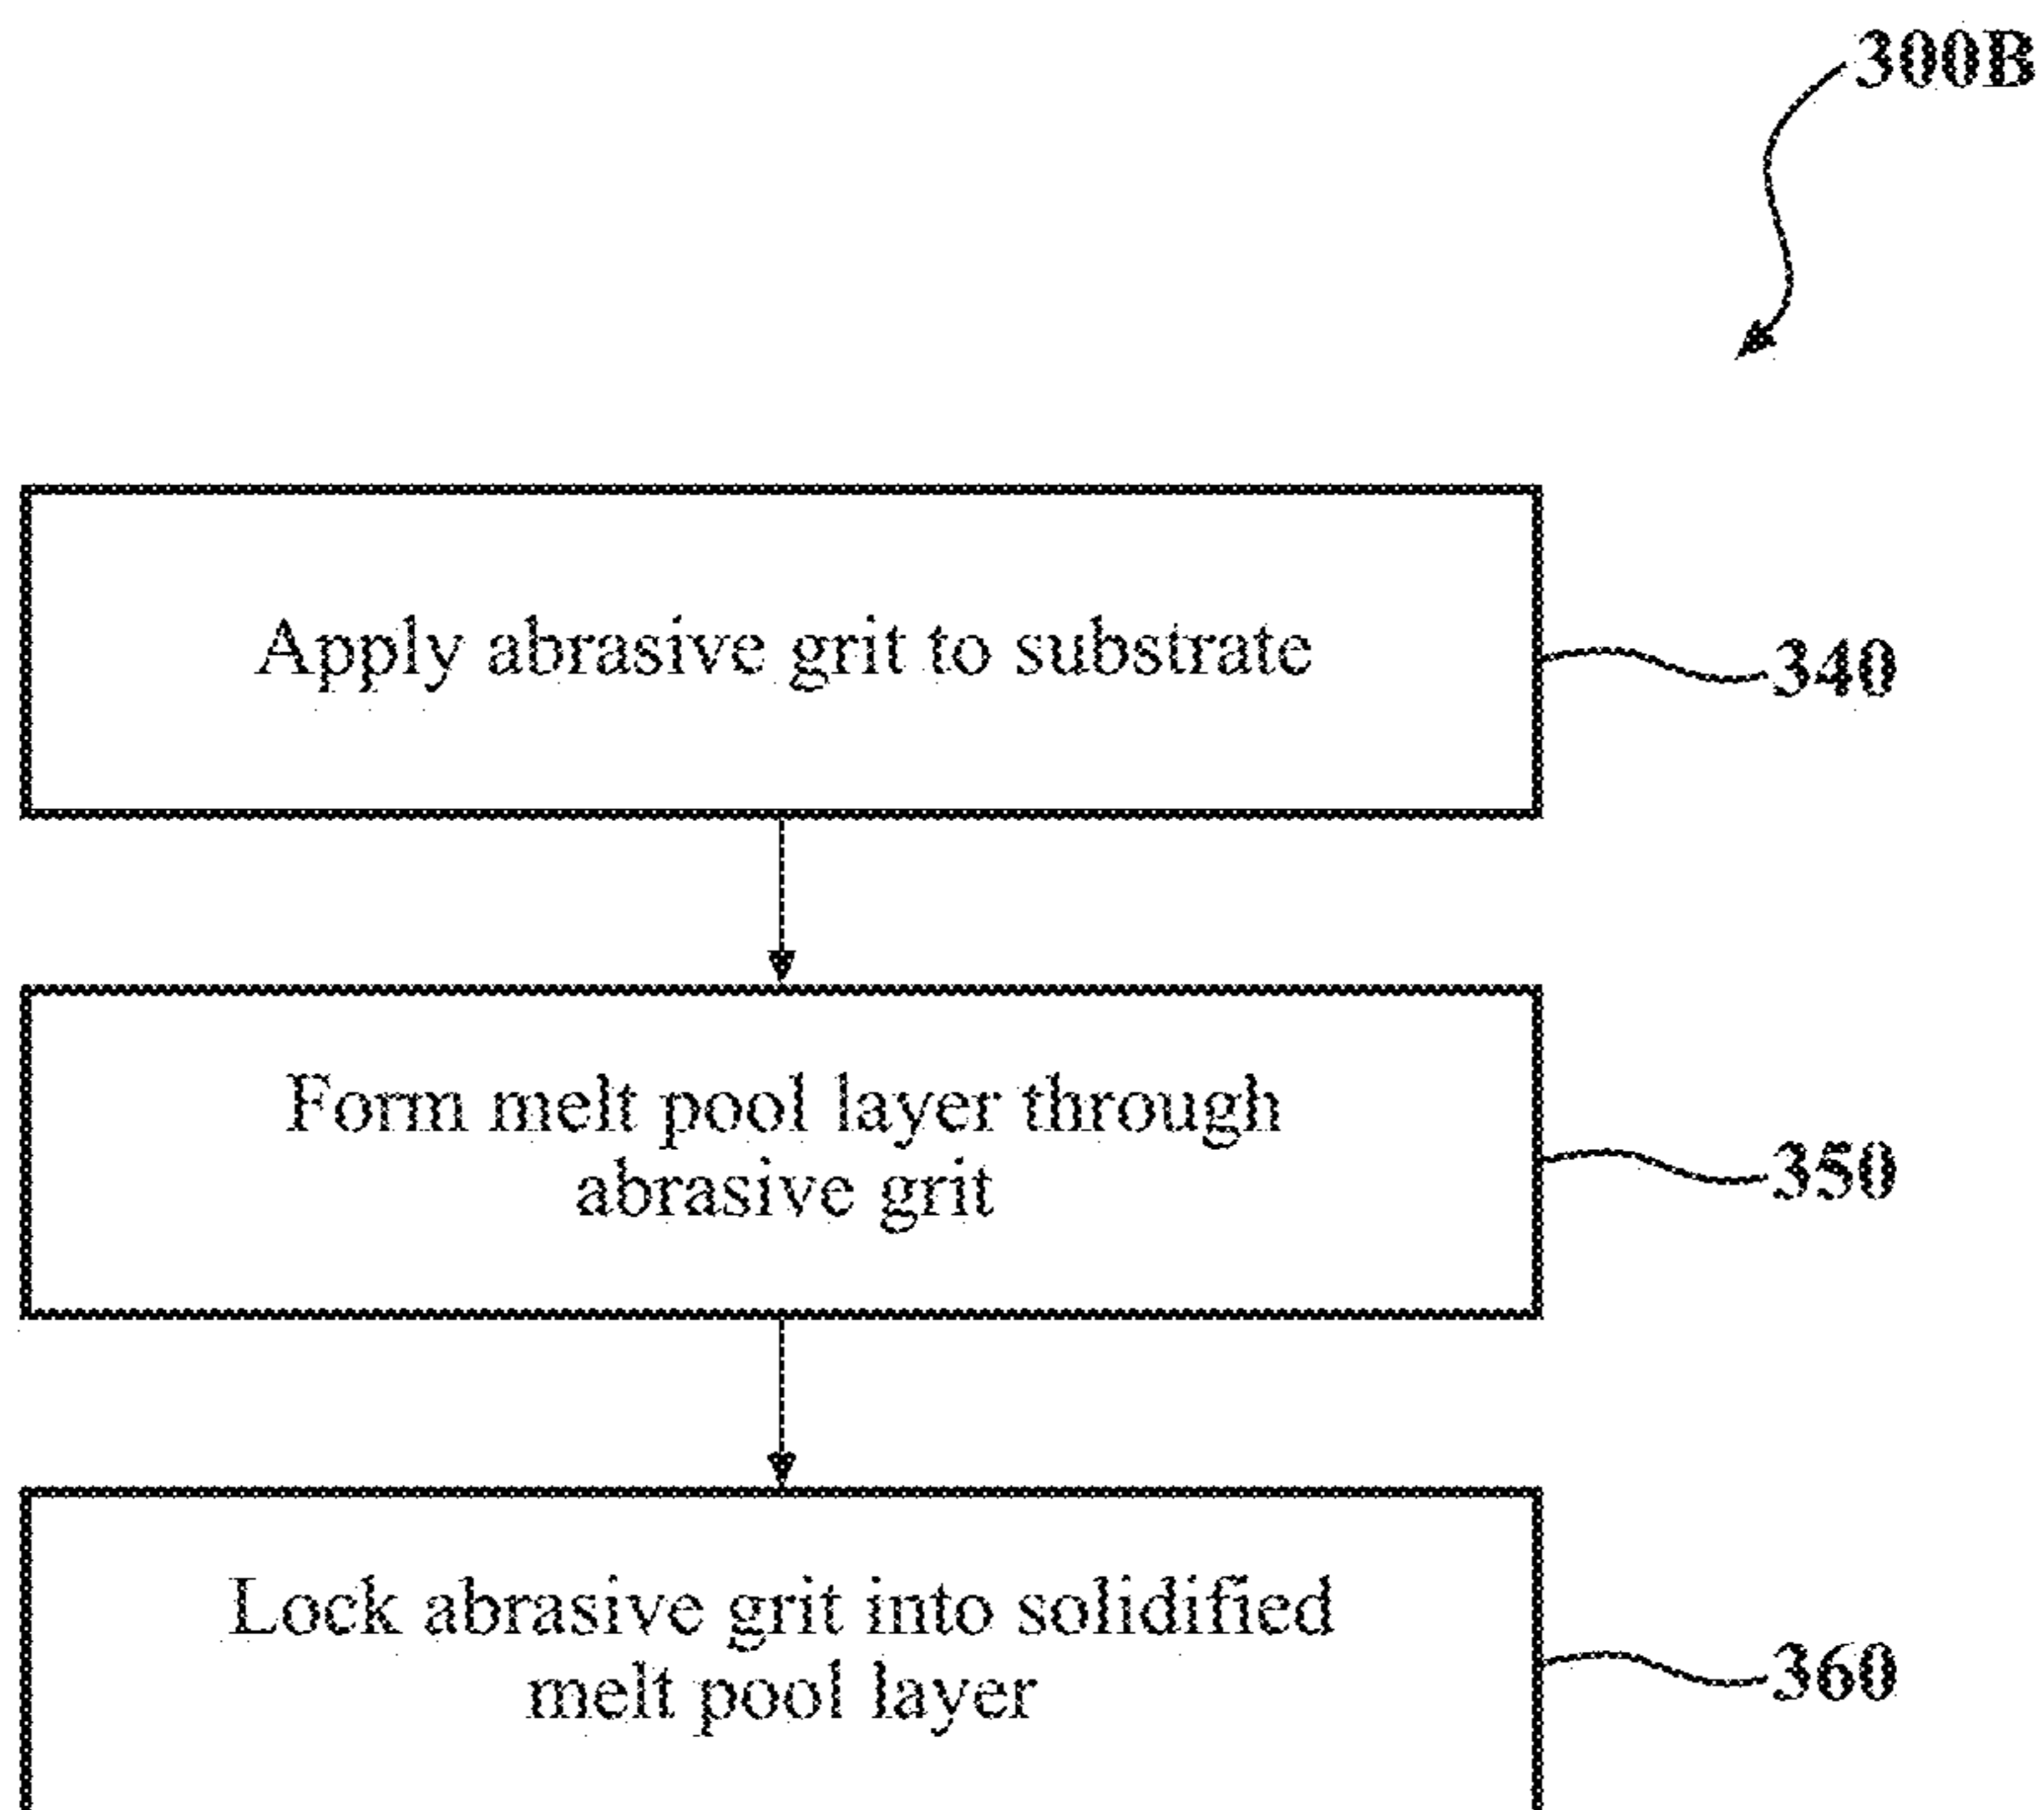 300B
Apply abrasive grit to substrate
340
Form melt pool layer through
abrasive grit
350
Lock abrasive grit into solidified
melt pool layer
360